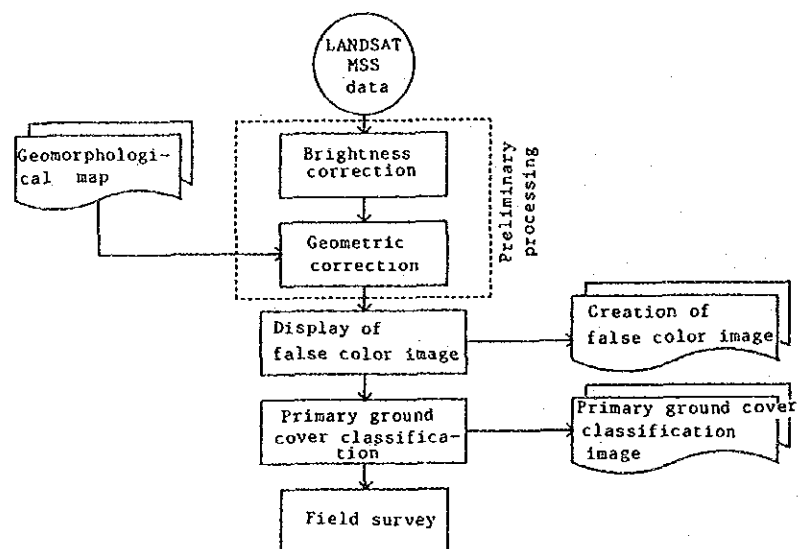 LANDSAT
MSS
data
Geomorphologi-
cal map
Brightness
correction
Geometric
correction
Preliminary
processing
Display of
false color image
Creation of
false color image
Primary ground
cover classifica-
tion
Primary ground cover
classification
image
Field survey